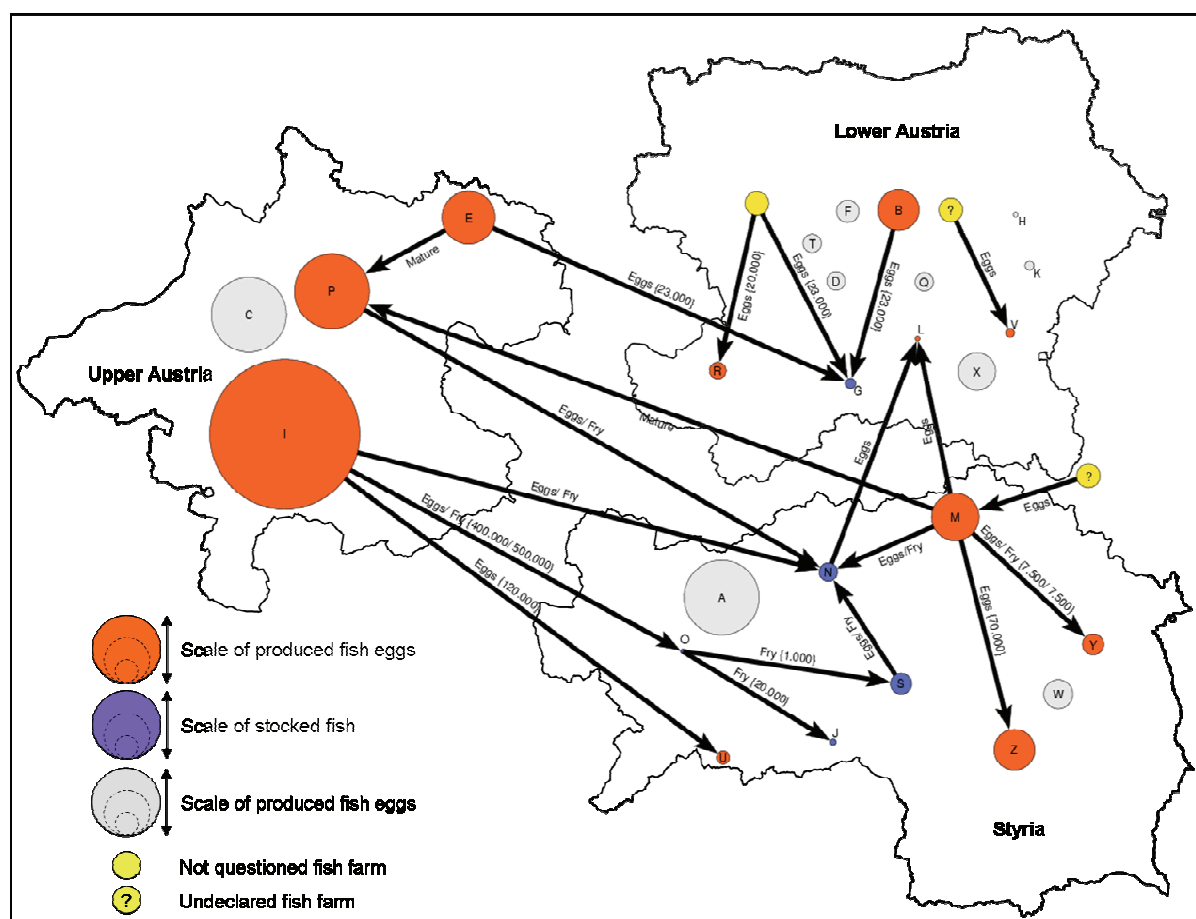 Lower Austria
E
F
B
?
H
T
Mature
Eggs {23.000}
Eggs {20.000}
Eggs {23.000}
Eggs {23.000}
Eggs
K
D
Q
P
C
L
V
Upper Austria
R
G
X
I
Eggs/ Fry
Mature
Eggs
Eggs
?
Eggs
M
Eggs/ Fry
Eggs/ Fry {400.000/ 500.000}
Eggs {120.000}
Eggs/Fry
Eggs/ Fry {7.500/ 7.500}
N
A
Eggs {70.000}
Eggs/ Fry
O
Y
Fry {1.000}
Fry {20.000}
S
W
J
U
Z
Styria
Scale of produced fish eggs
Scale of stocked fish
Scale of produced fish eggs
Not questioned fish farm
?
Undeclared fish farm